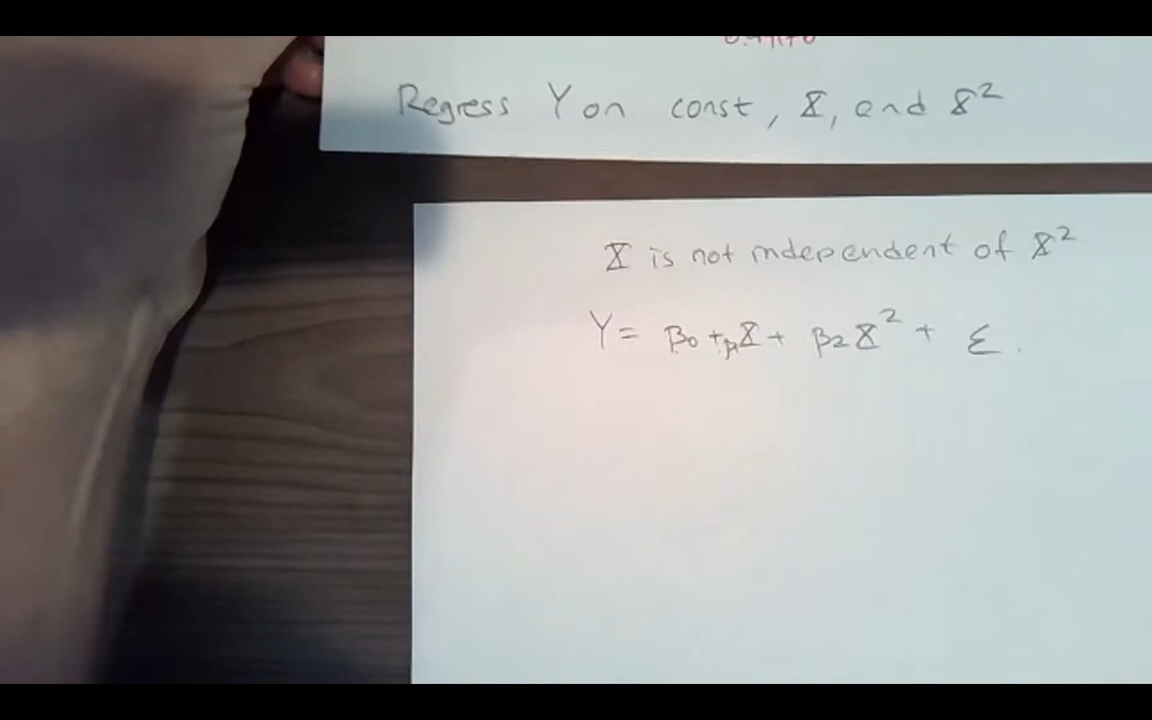 Regress Y on const, X, and X²
X is not independent of X²
Y = β₀ + β₁X + β₂X² + ε.